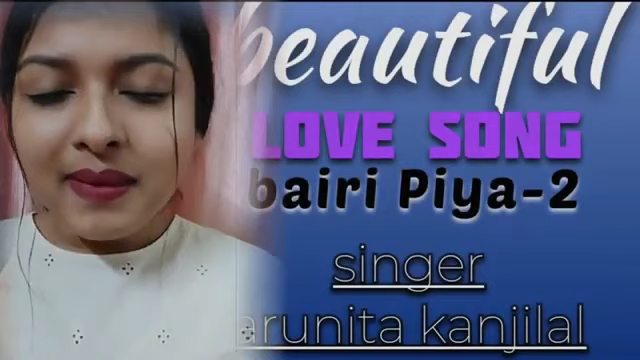 beautiful
LOVE SONG
bairi Piya-2
singer
arunita kanjilal